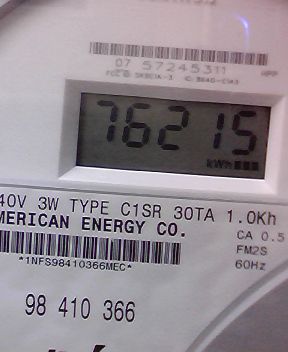 07 57245311
76215
kWh
40V 3W TYPE C1SR 30TA 1.0Kh
MERICAN ENERGY CO.
CA 0.5
FM2S
*1NFS98410366MEC*
60Hz
98 410 366